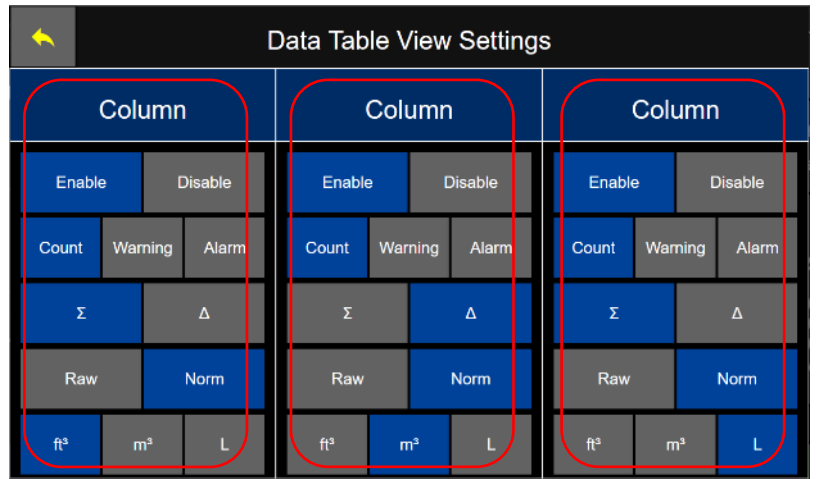 Data Table View Settings
Column Column Column
Enable Disable Enable Disable Enable Disable
Count Warning Alarm Count Warning Alarm Count Warning Alarm
Σ Δ Σ Δ Σ Δ
Raw Norm Raw Norm Raw Norm
ft³ m³ L ft³ m³ L ft³ m³ L